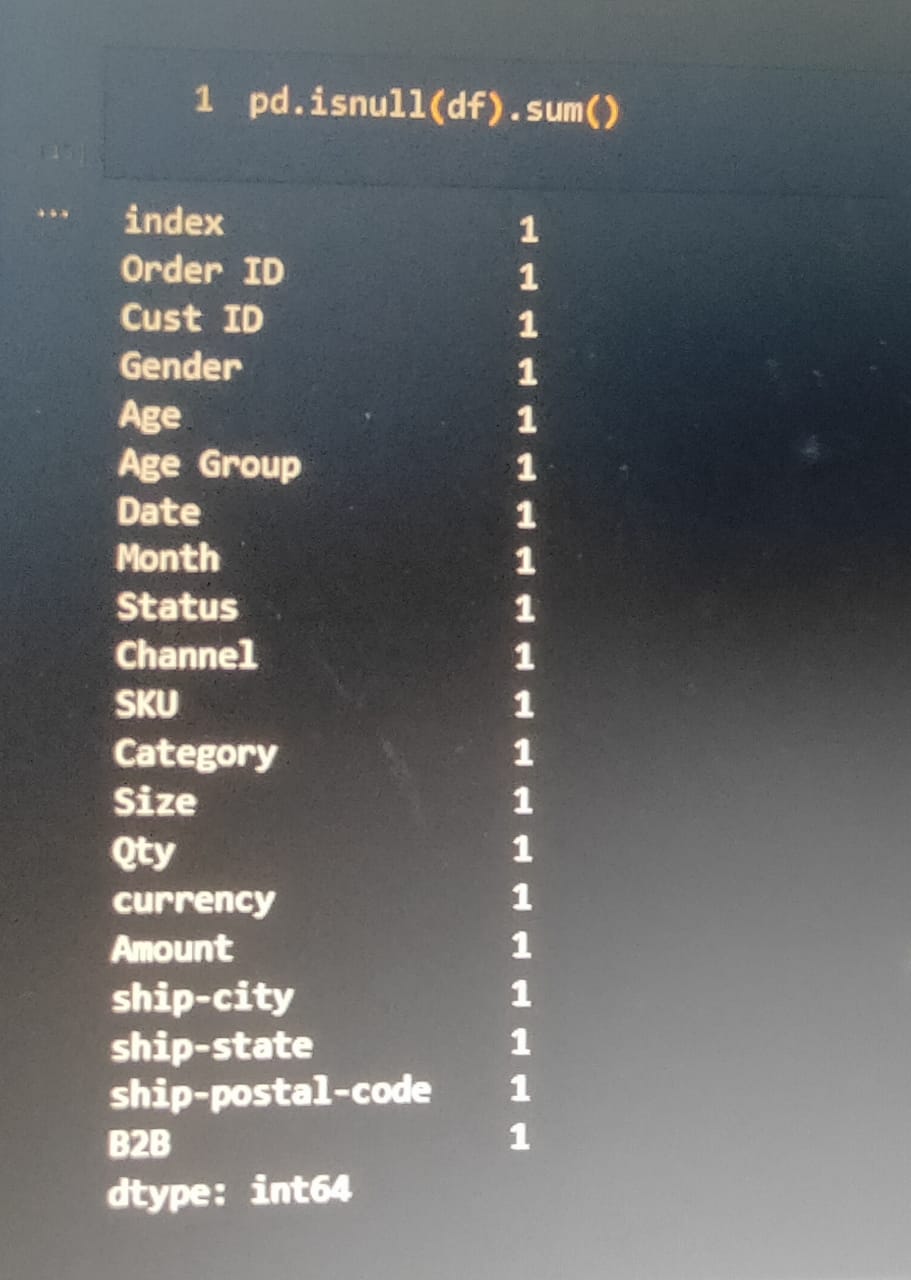 1 pd.isnull(df).sum()
... 
index 1
Order ID 1
Cust ID 1
Gender 1
Age 1
Age Group 1
Date 1
Month 1
Status 1
Channel 1
SKU 1
Category 1
Size 1
Qty 1
currency 1
Amount 1
ship-city 1
ship-state 1
ship-postal-code 1
B2B 1
dtype: int64